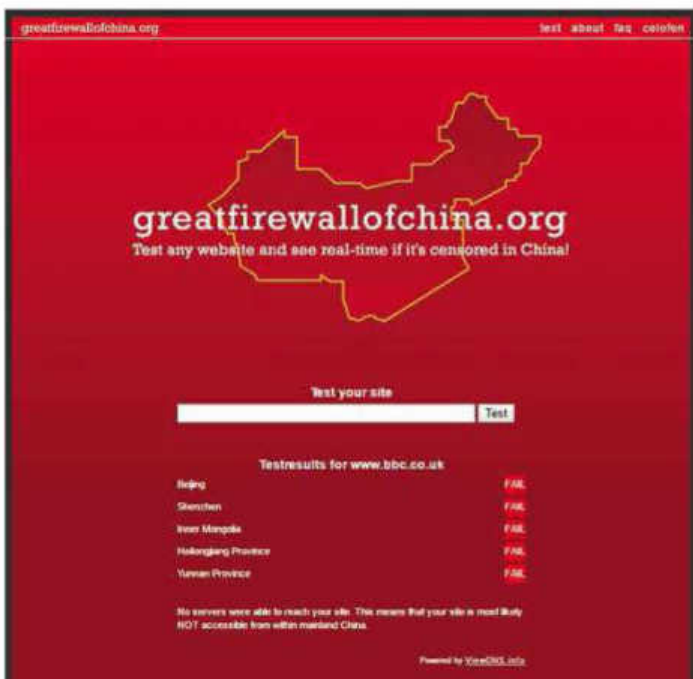 greatfirewallofchina.org
test about faq colofon
greatfirewallofchina.org
Test any website and see real-time if it's censored in China!
Test your site
Test
Testresults for www.bbc.co.uk
Beijing FAIL
Shenzhen FAIL
Inner Mongolia FAIL
Heilongjiang Province FAIL
Yunnan Province FAIL
No servers were able to reach your site. This means that your site is most likely
NOT accessible from within mainland China.
Powered by ViewDNS.info